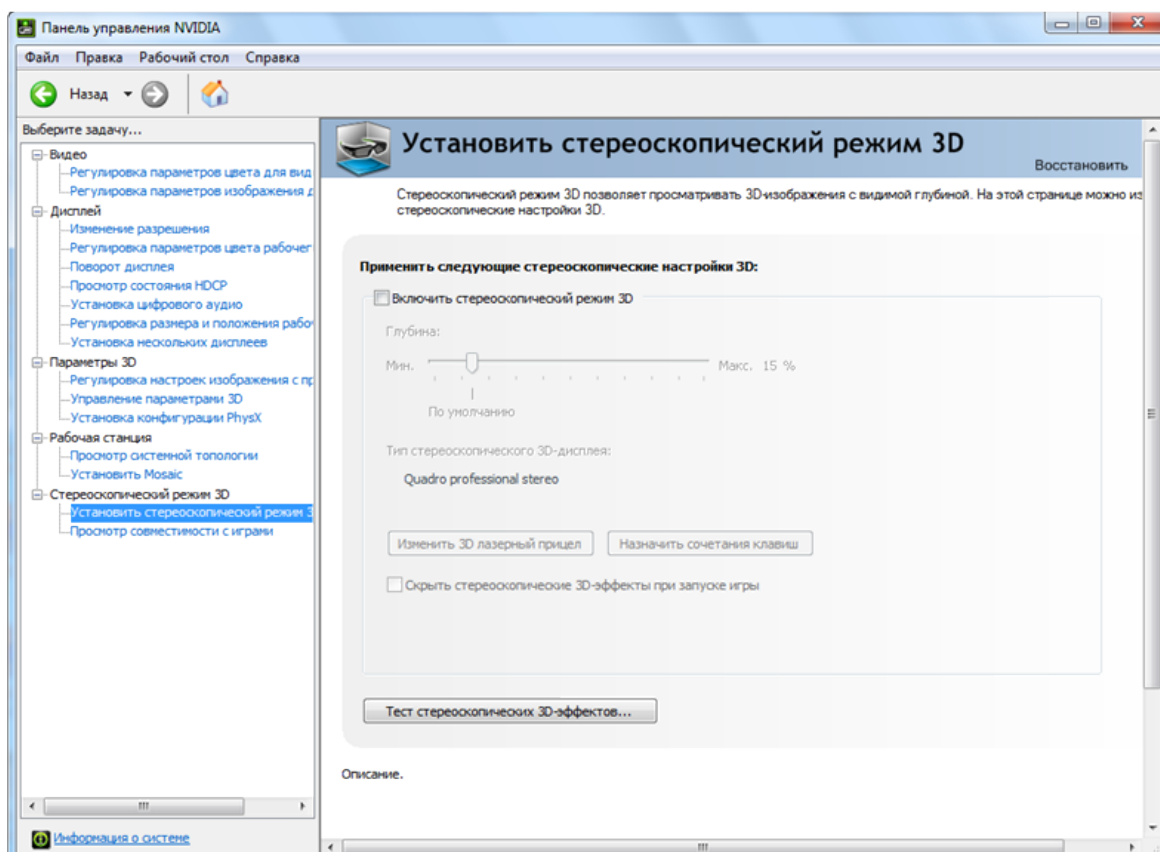 Панель управления NVIDIA
Файл Правка Рабочий стол Справка
Назад
Выберите задачу...
Видео
Регулировка параметров цвета для вид
Регулировка параметров изображения д
Дисплей
Изменение разрешения
Регулировка параметров цвета рабочег
Поворот дисплея
Просмотр состояния HDCP
Установка цифрового аудио
Регулировка размера и положения рабо
Установка нескольких дисплеев
Параметры 3D
Регулировка настроек изображения с пр
Управление параметрами 3D
Установка конфигурации PhysX
Рабочая станция
Просмотр системной топологии
Установить Mosaic
Стереоскопический режим 3D
Установить стереоскопический режим 3
Просмотр совместимости с играми
Информация о системе
Установить стереоскопический режим 3D
Восстановить
Стереоскопический режим 3D позволяет просматривать 3D-изображения с видимой глубиной. На этой странице можно из
стереоскопические настройки 3D.
Применить следующие стереоскопические настройки 3D:
Включить стереоскопический режим 3D
Глубина:
Мин. Макс. 15 %
По умолчанию
Тип стереоскопического 3D-дисплея:
Quadro professional stereo
Изменить 3D лазерный прицел Назначить сочетания клавиш
Скрыть стереоскопические 3D-эффекты при запуске игры
Тест стереоскопических 3D-эффектов...
Описание.